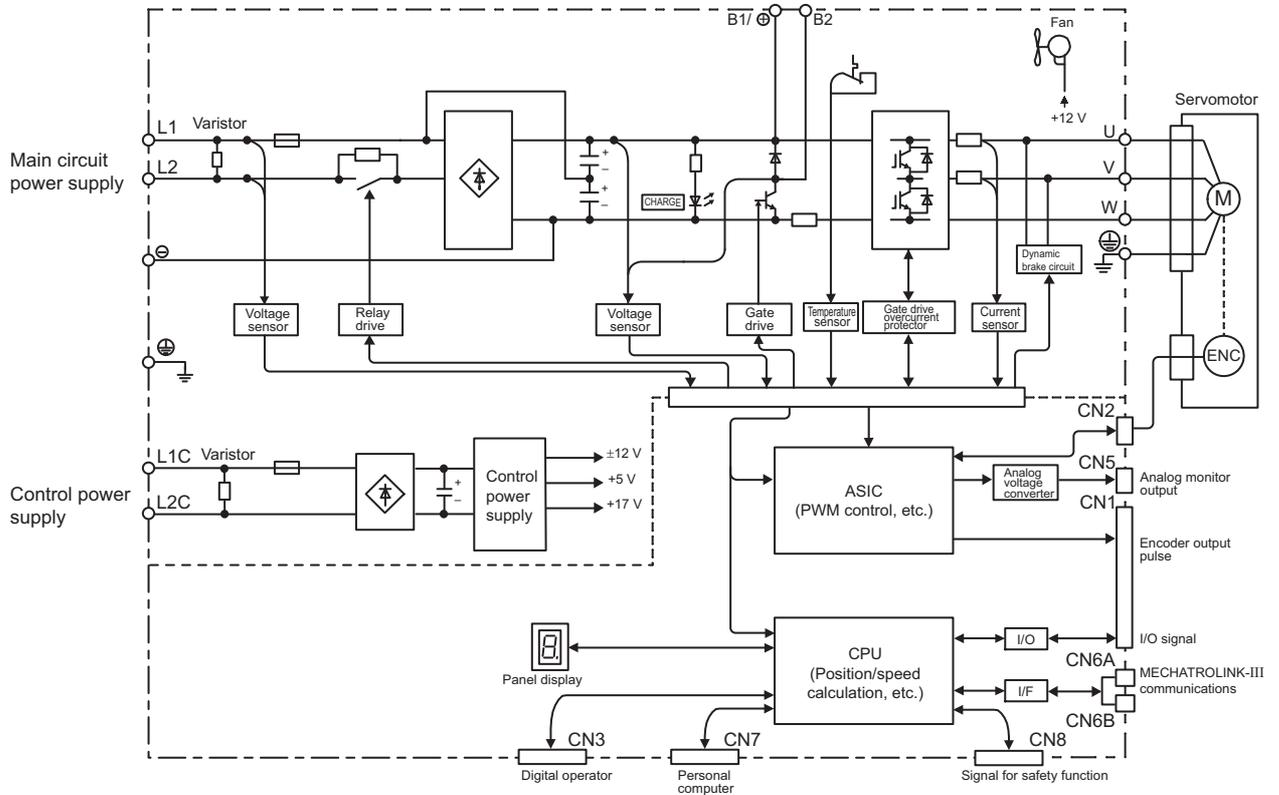 B1/ ⊕
B2
Fan
+12 V
Servomotor
Main circuit
power supply
L1
Varistor
L2
+
–
+
–
CHARGE
U
V
W
M
⊖
Dynamic
brake circuit
Voltage
sensor
Relay
drive
Voltage
sensor
Gate
drive
Temperature
sensor
Gate drive
overcurrent
protector
Current
sensor
ENC
CN2
Control power
supply
L1C
Varistor
L2C
+
–
Control
power
supply
±12 V
+5 V
+17 V
ASIC
(PWM control, etc.)
Analog
voltage
converter
CN5
Analog monitor
output
CN1
Encoder output
pulse
CPU
(Position/speed
calculation, etc.)
I/O
I/O signal
8.
Panel display
I/F
CN6A
MECHATROLINK-III
communications
CN6B
CN3
Digital operator
CN7
Personal
computer
CN8
Signal for safety function